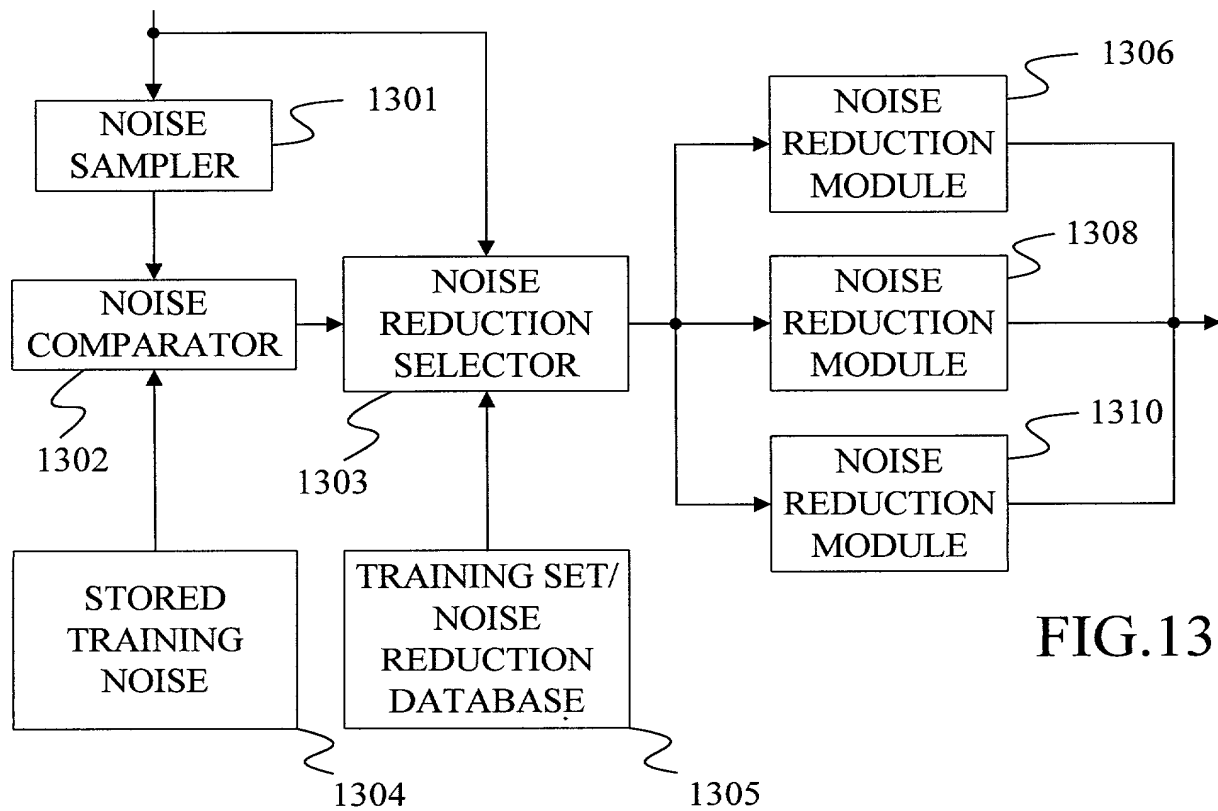 1301
NOISE
SAMPLER
NOISE
COMPARATOR
1302
NOISE
REDUCTION
SELECTOR
1303
STORED
TRAINING
NOISE
1304
TRAINING SET/
NOISE
REDUCTION
DATABASE
1305
1306
NOISE
REDUCTION
MODULE
1308
NOISE
REDUCTION
MODULE
1310
NOISE
REDUCTION
MODULE
FIG.13